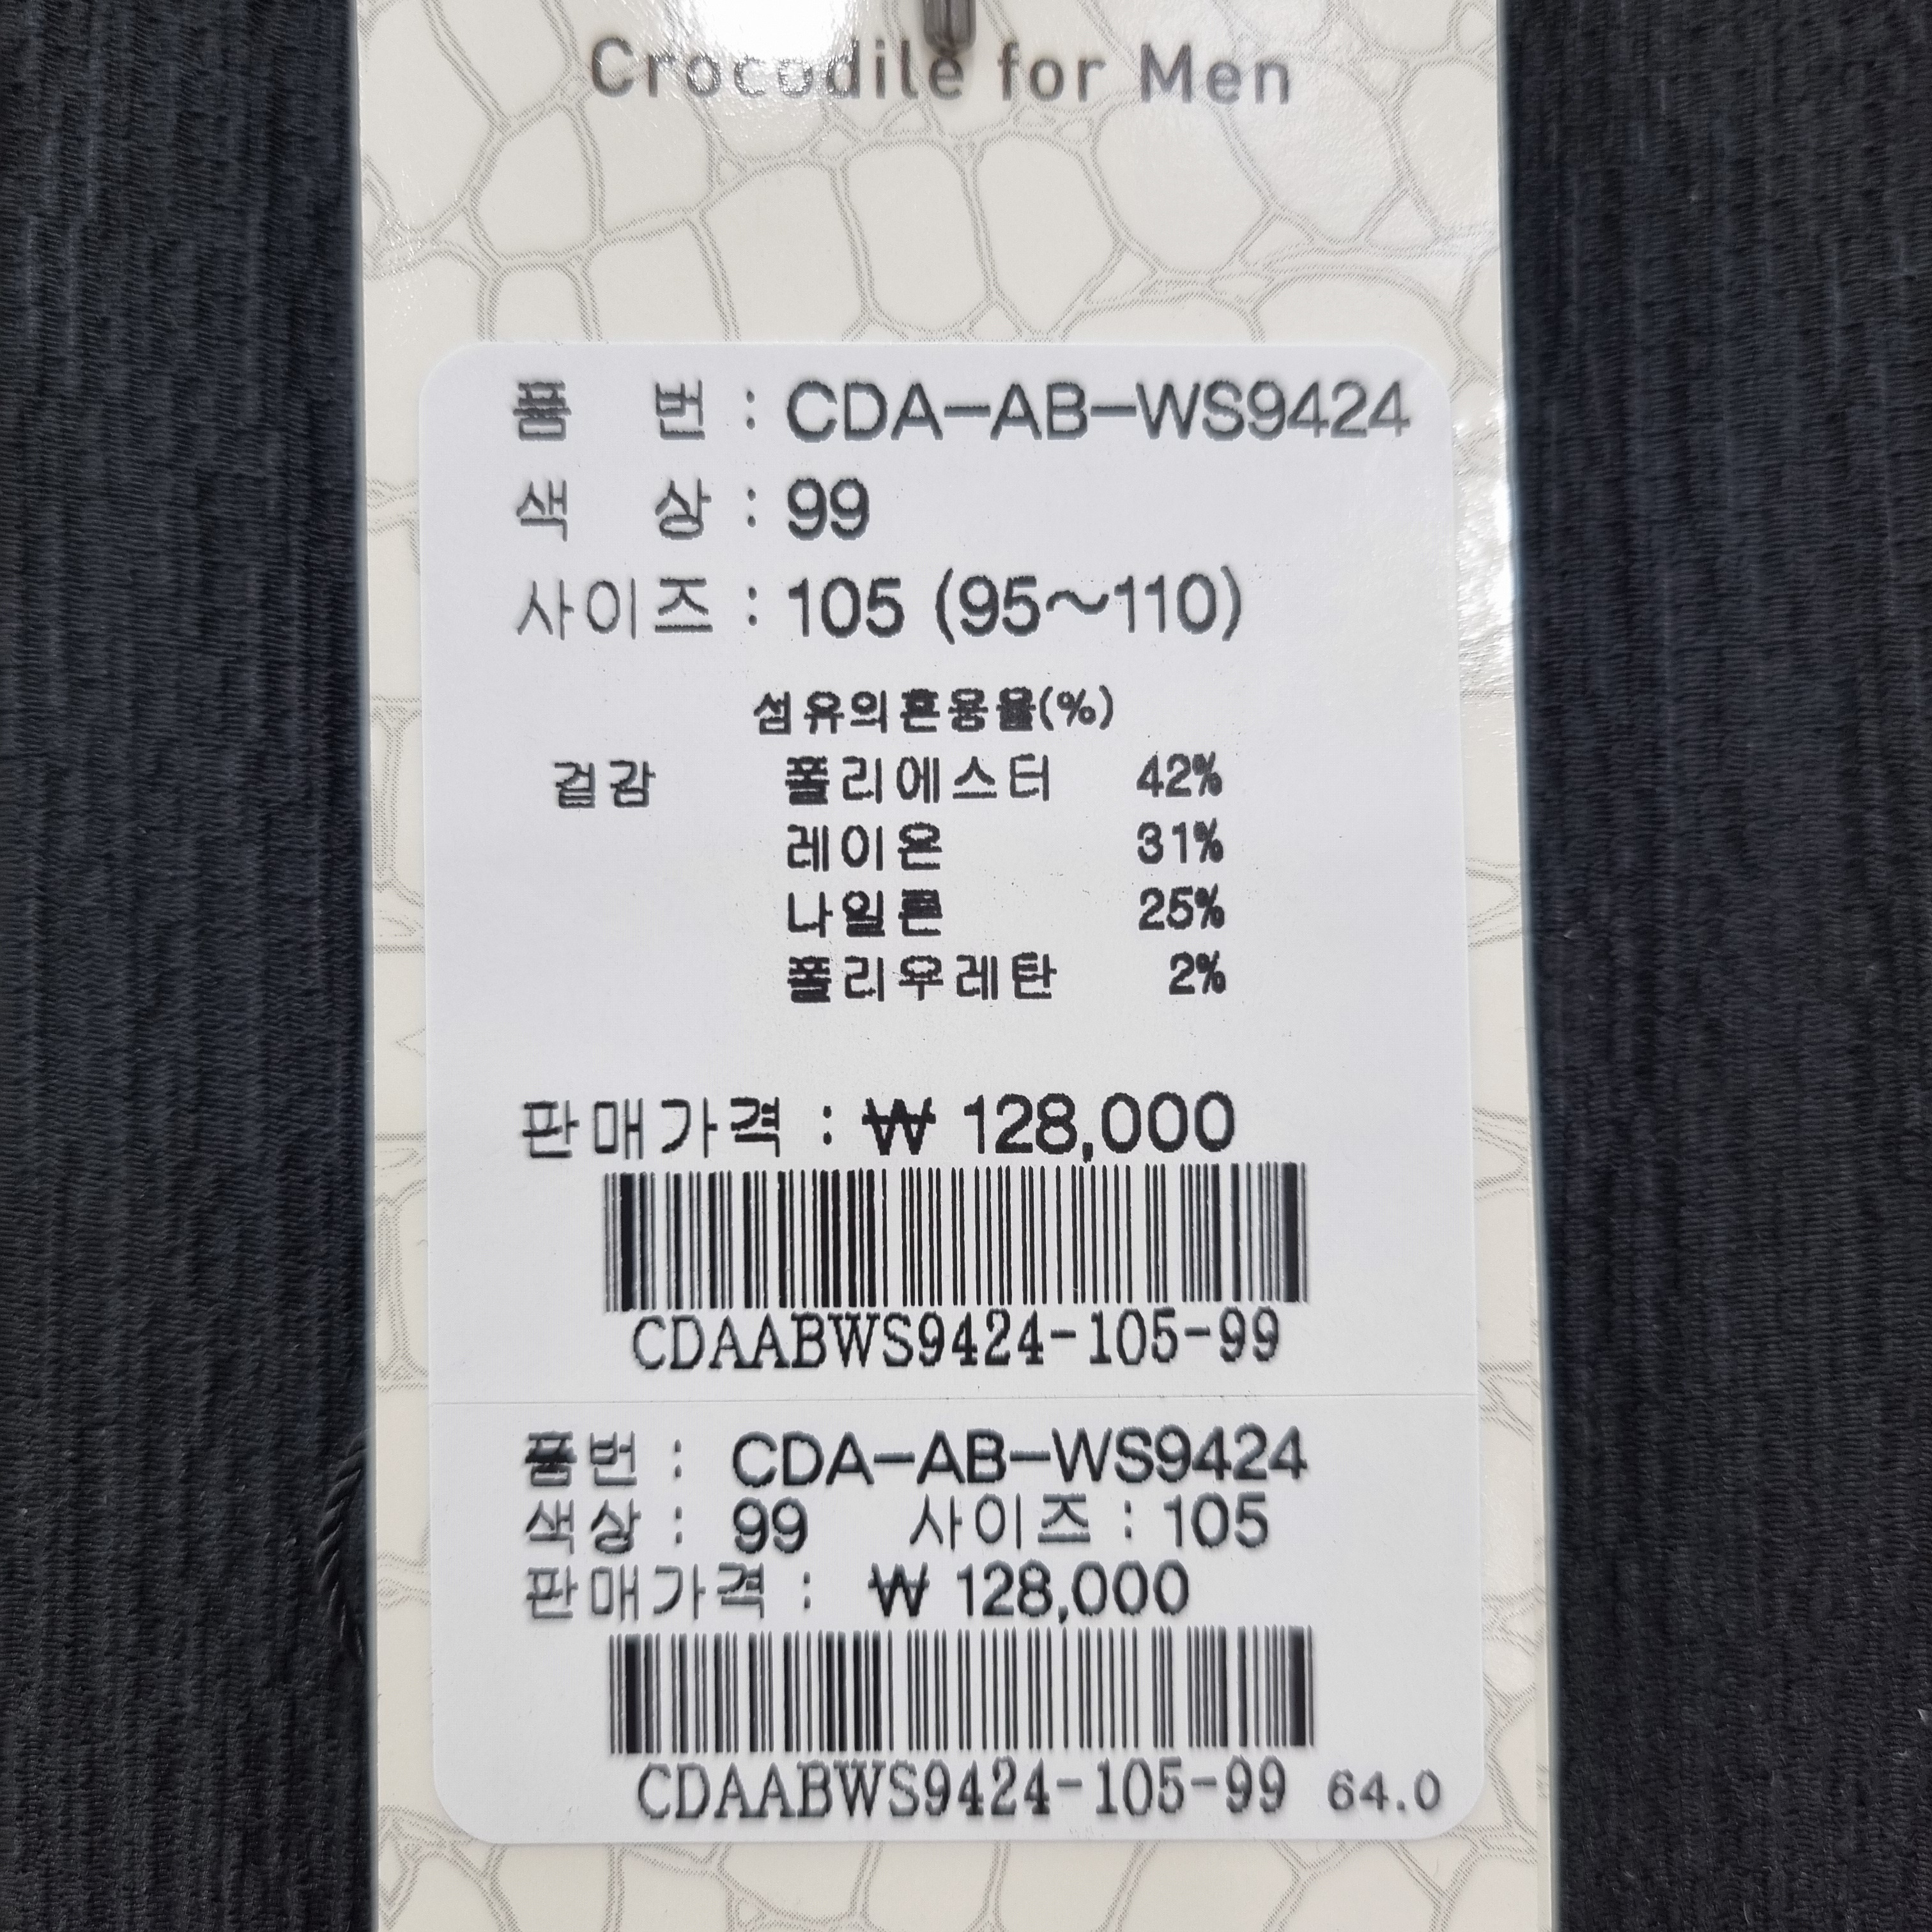 Crocodile for Men
품 번 : CDA-AB-WS9424
색 상 : 99
사이즈 : 105 (95~110)
섬유의혼용율(%)
겉감 폴리에스터 42%
레이온 31%
나일론 25%
폴리우레탄 2%
판매가격 : ₩ 128,000
CDAABWS9424-105-99
품번 : CDA-AB-WS9424
색상 : 99 사이즈 : 105
판매가격 : ₩ 128,000
CDAABWS9424-105-99 64.0